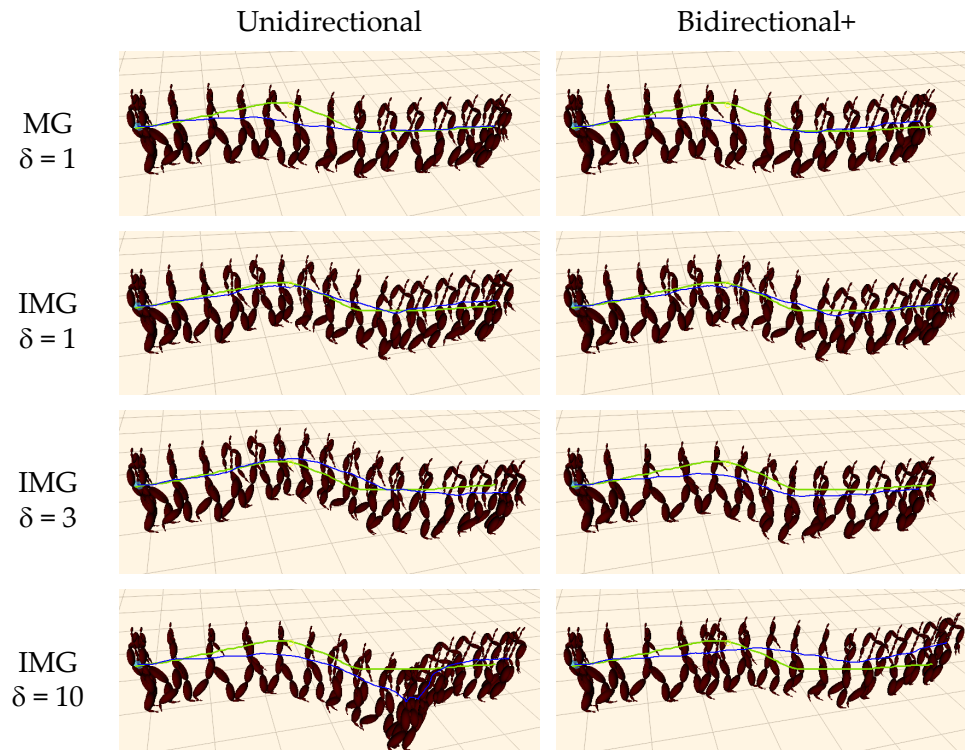 Unidirectional
Bidirectional+
MG
δ = 1
IMG
δ = 1
IMG
δ = 3
IMG
δ = 10